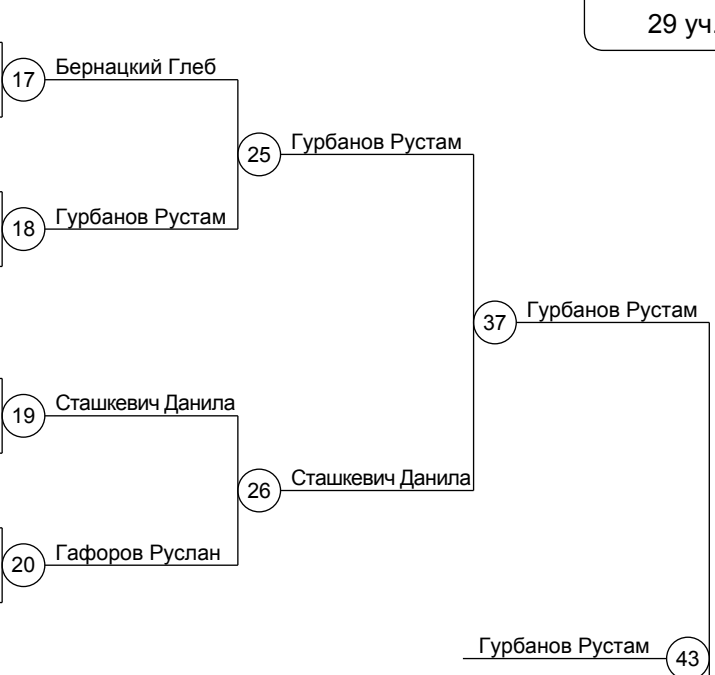 29 уч.
17 Бернацкий Глеб
25 Гурбанов Рустам
18 Гурбанов Рустам
37 Гурбанов Рустам
19 Сташкевич Данила
26 Сташкевич Данила
20 Гафоров Руслан
Гурбанов Рустам 43